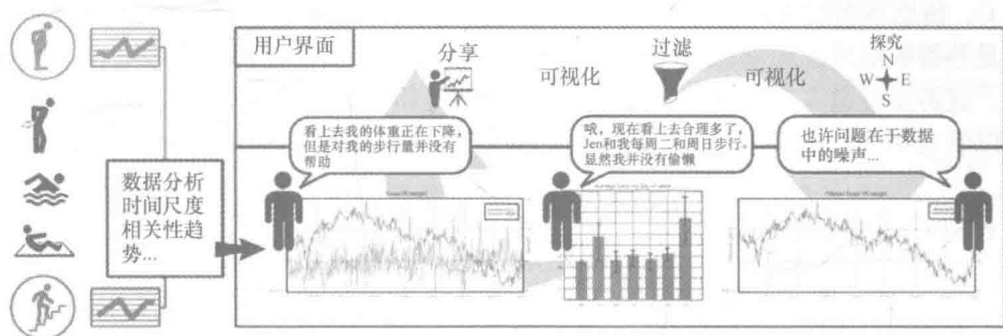 用户界面
分享
可视化
过滤
可视化
探究
N
W E
S
看上去我的体重正在下降,
但是对我的步行量并没有
帮助
哦,现在看上去合理多了,
Jen和我每周二和周日步行。
显然我并没有偷懒
也许问题在于数据
中的噪声...
数据分析
时间尺度
相关性趋
势...